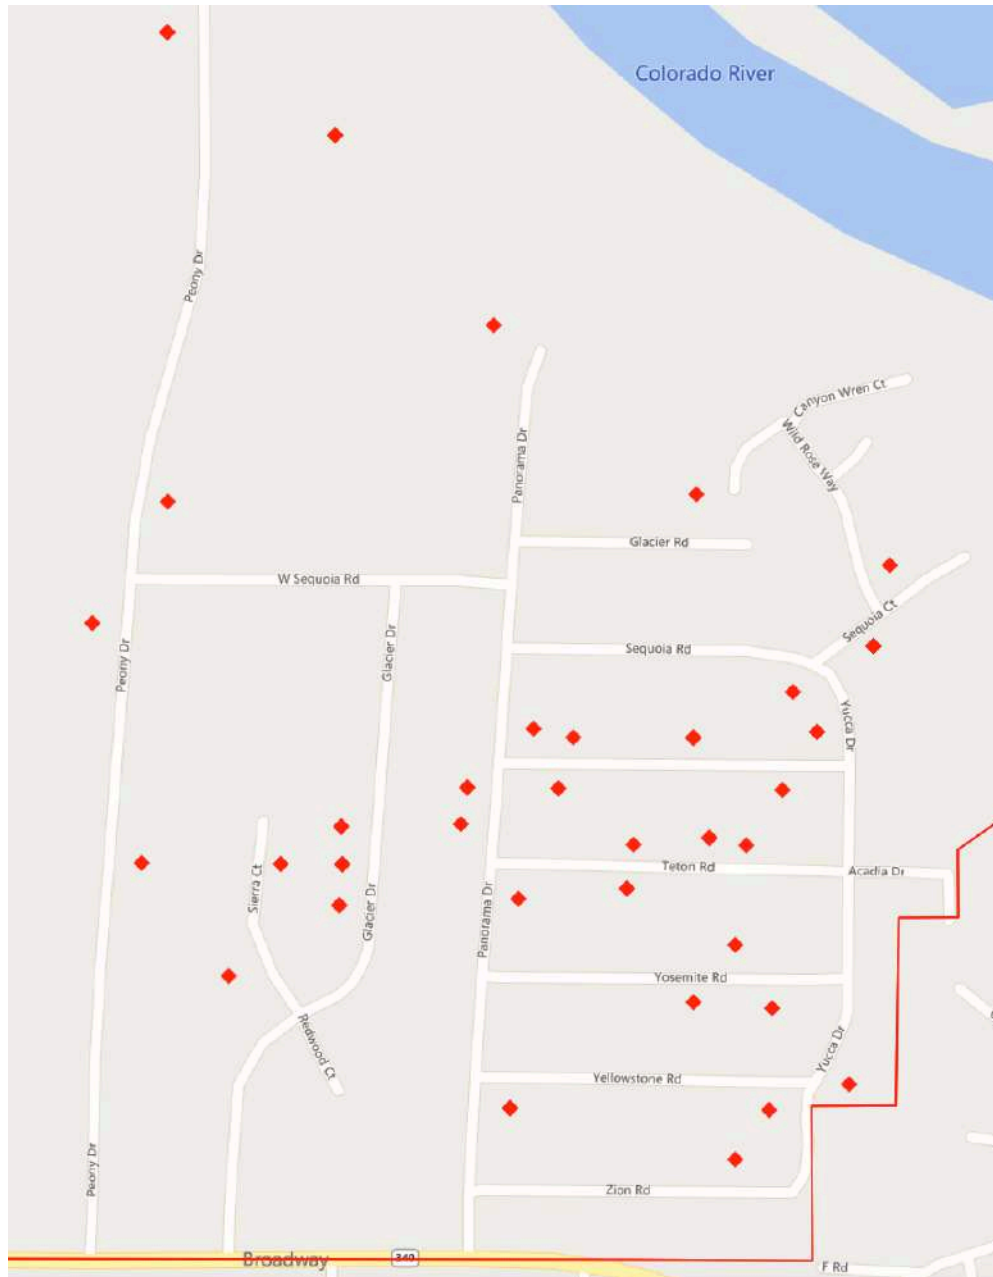 Colorado River
Peony Dr
Canyon Wren Ct
Wild Rose Way
Panorama Dr
Glacier Rd
W Sequoia Rd
Sequoia Ct
Glacier Dr
Peony Dr
Sequoia Rd
Yucca Dr
Teton Rd
Acadia Dr
Sierra Ct
Glacier Dr
Panorama Dr
Yosemite Rd
Redwood Ct
Yucca Dr
Yellowstone Rd
Peony Dr
Zion Rd
Broadway
340
F Rd